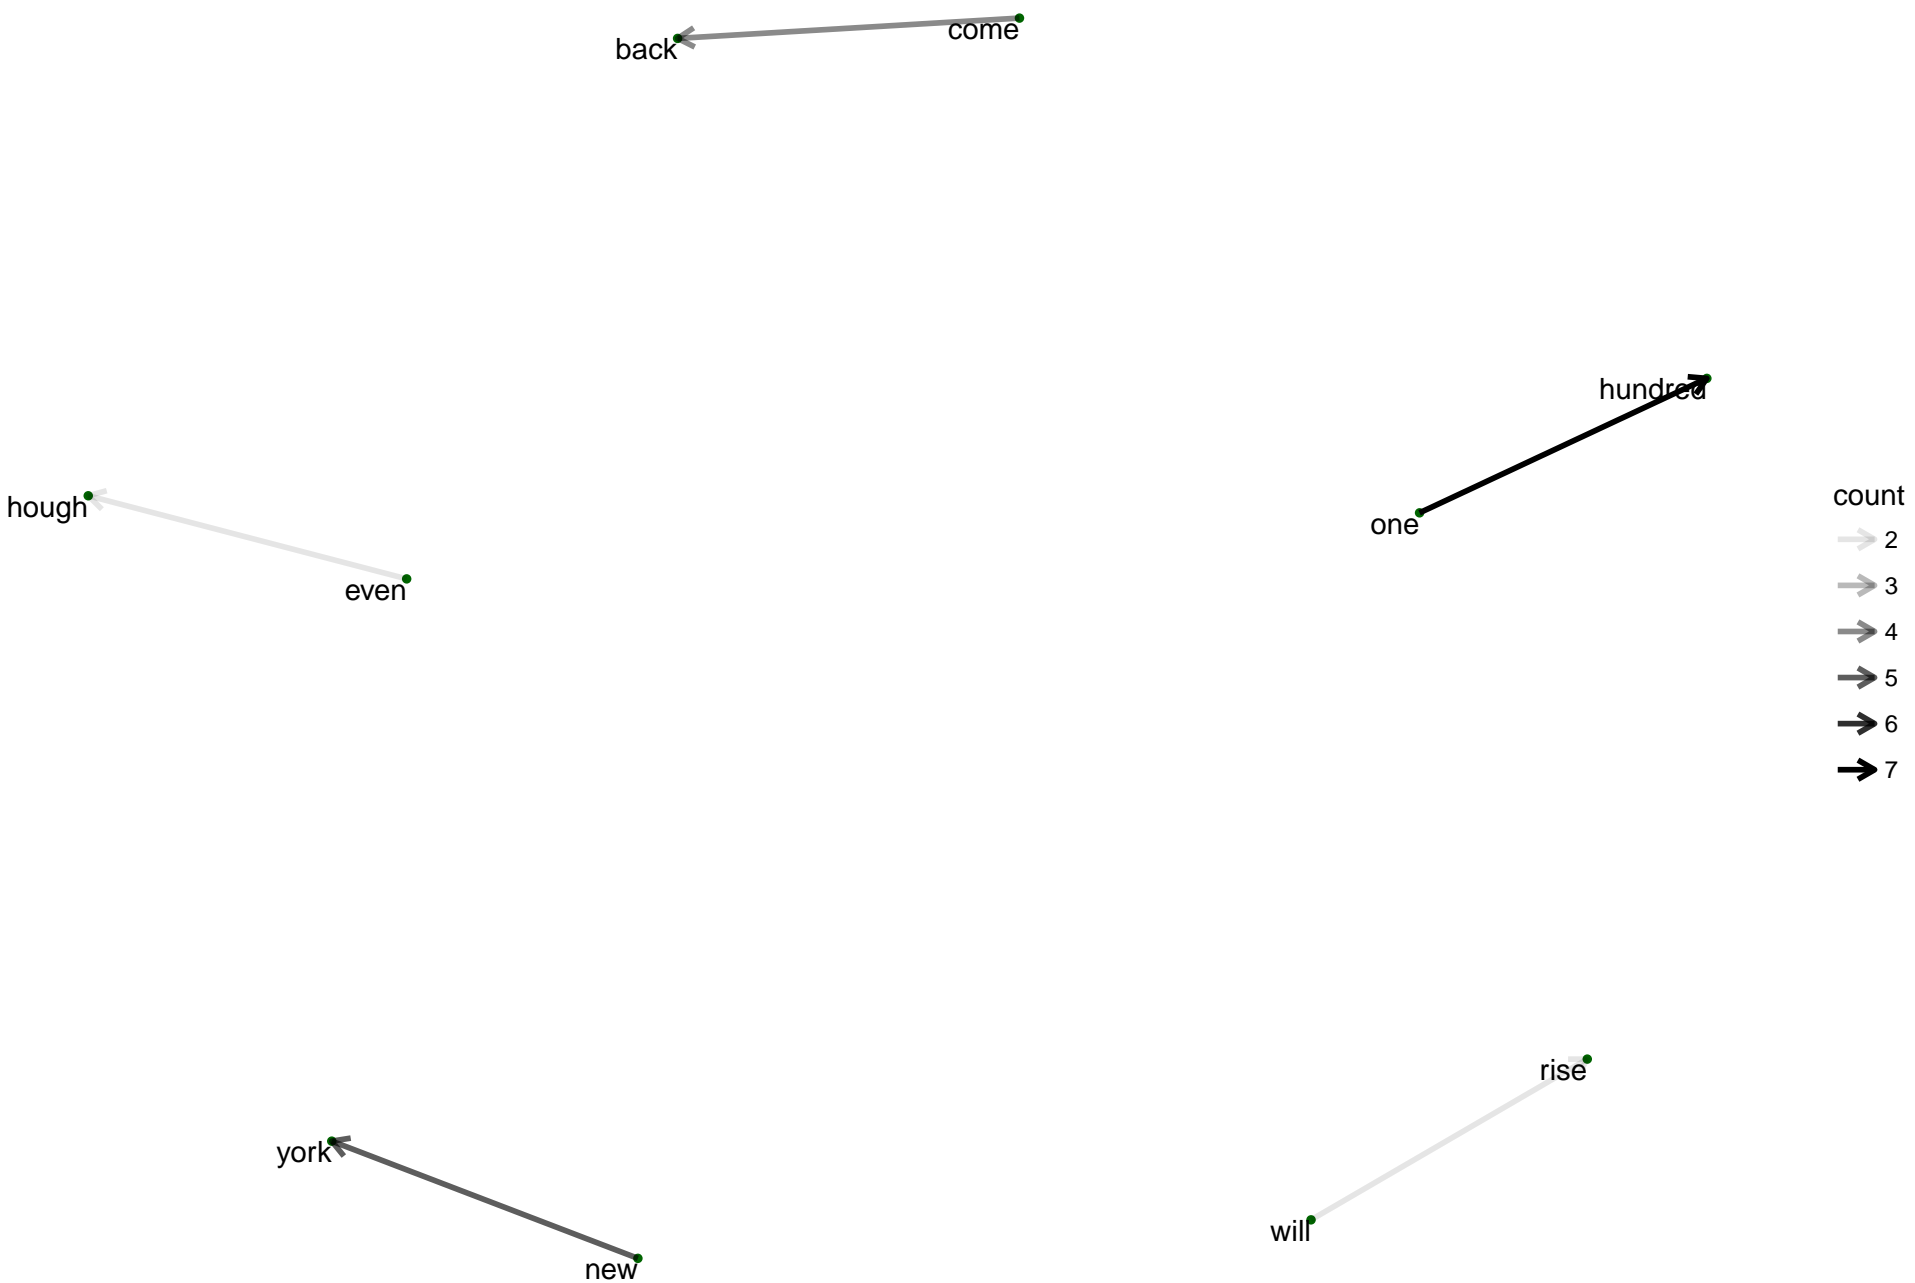 come
back
hundred
count
hough
one
2
even
3
4
5
6
7
rise
york
will
new